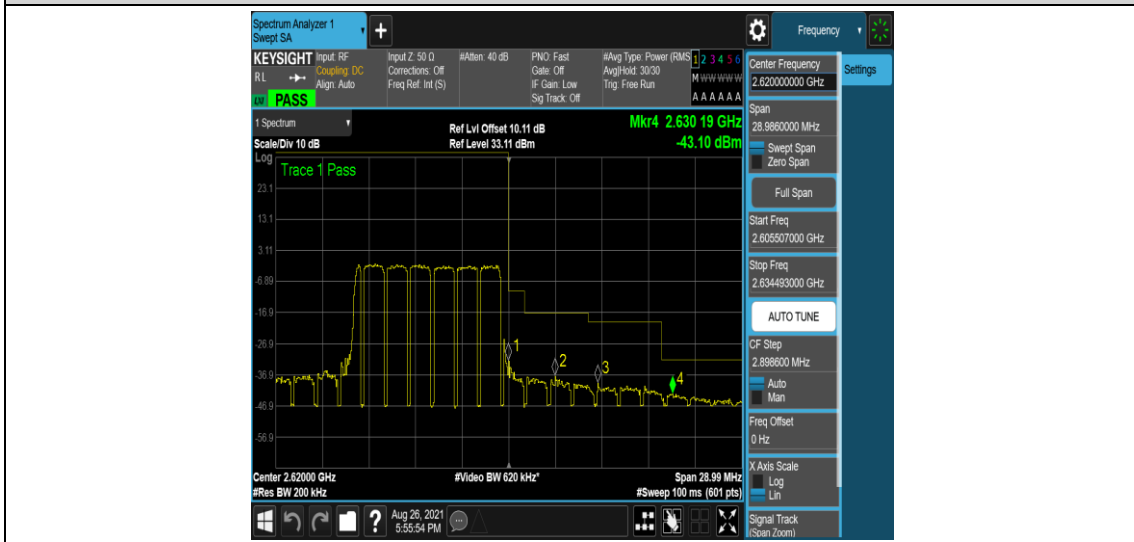 Spectrum Analyzer 1
Swept SA
+
Frequency
KEYSIGHT
RL
PASS
Input: RF
Coupling: DC
Align: Auto
Input Z: 50 Ω
Corrections: Off
Freq Ref: Int (S)
#Atten: 40 dB
PNO: Fast
Gate: Off
IF Gain: Low
Sig Track: Off
#Avg Type: Power (RMS
Avg|Hold: 30/30
Trig: Free Run
1 2 3 4 5 6
M W W W W W
A A A A A A
Center Frequency
2.620000000 GHz
Settings
Span
28.9860000 MHz
Swept Span
Zero Span
Full Span
Start Freq
2.605507000 GHz
Stop Freq
2.634493000 GHz
AUTO TUNE
CF Step
2.898600 MHz
Auto
Man
Freq Offset
0 Hz
X Axis Scale
Log
Lin
Signal Track
(Span Zoom)
1 Spectrum
Scale/Div 10 dB
Ref Lvl Offset 10.11 dB
Ref Level 33.11 dBm
Mkr4 2.630 19 GHz
-43.10 dBm
Log
Trace 1 Pass
23.1
13.1
3.11
-6.89
-16.9
-26.9
-36.9
-46.9
-56.9
1
2
3
4
Center 2.62000 GHz
#Res BW 200 kHz
#Video BW 620 kHz*
Span 28.99 MHz
#Sweep 100 ms (601 pts)
?
Aug 26, 2021
5:55:54 PM